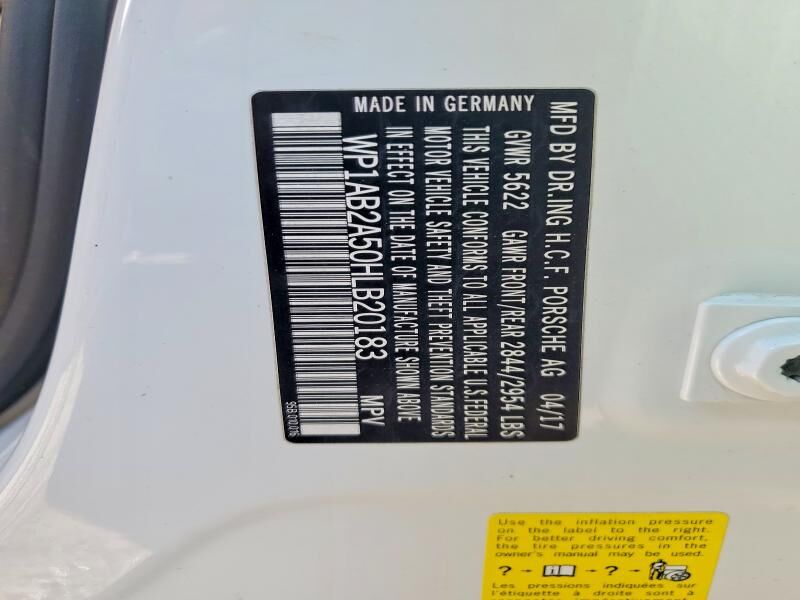 MFD BY DR.ING H.C.F. PORSCHE AG 04/17
GVWR 5622 GAWR FRONT/REAR 2844/2954 LBS
THIS VEHICLE CONFORMS TO ALL APPLICABLE U.S.FEDERAL
MOTOR VEHICLE SAFETY AND THEFT PREVENTION STANDARDS
IN EFFECT ON THE DATE OF MANUFACTURE SHOWN ABOVE
WP1AB2A50HLB20183 MPV
95B.010.016
MADE IN GERMANY
Use the inflation pressure
on the label to the right.
For better driving comfort,
the tire pressures in the
owner's manual may be used.
? → i → ? →
Les pressions indiquées sur
l'étiquette à droite sont à